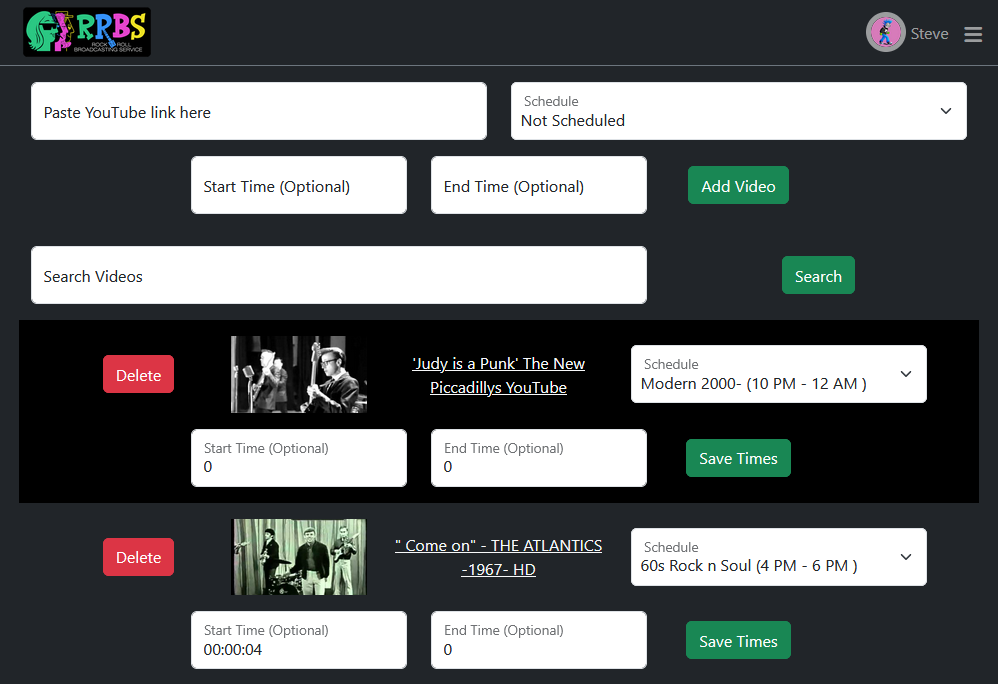 RRBS
ROCK N ROLL
BROADCASTING SERVICE
Steve
Paste YouTube link here
Schedule
Not Scheduled
Start Time (Optional)
End Time (Optional)
Add Video
Search Videos
Search
Delete
'Judy is a Punk' The New
Piccadillys YouTube
Schedule
Modern 2000- (10 PM - 12 AM )
Start Time (Optional)
0
End Time (Optional)
0
Save Times
Delete
" Come on" - THE ATLANTICS
-1967- HD
Schedule
60s Rock n Soul (4 PM - 6 PM )
Start Time (Optional)
00:00:04
End Time (Optional)
0
Save Times